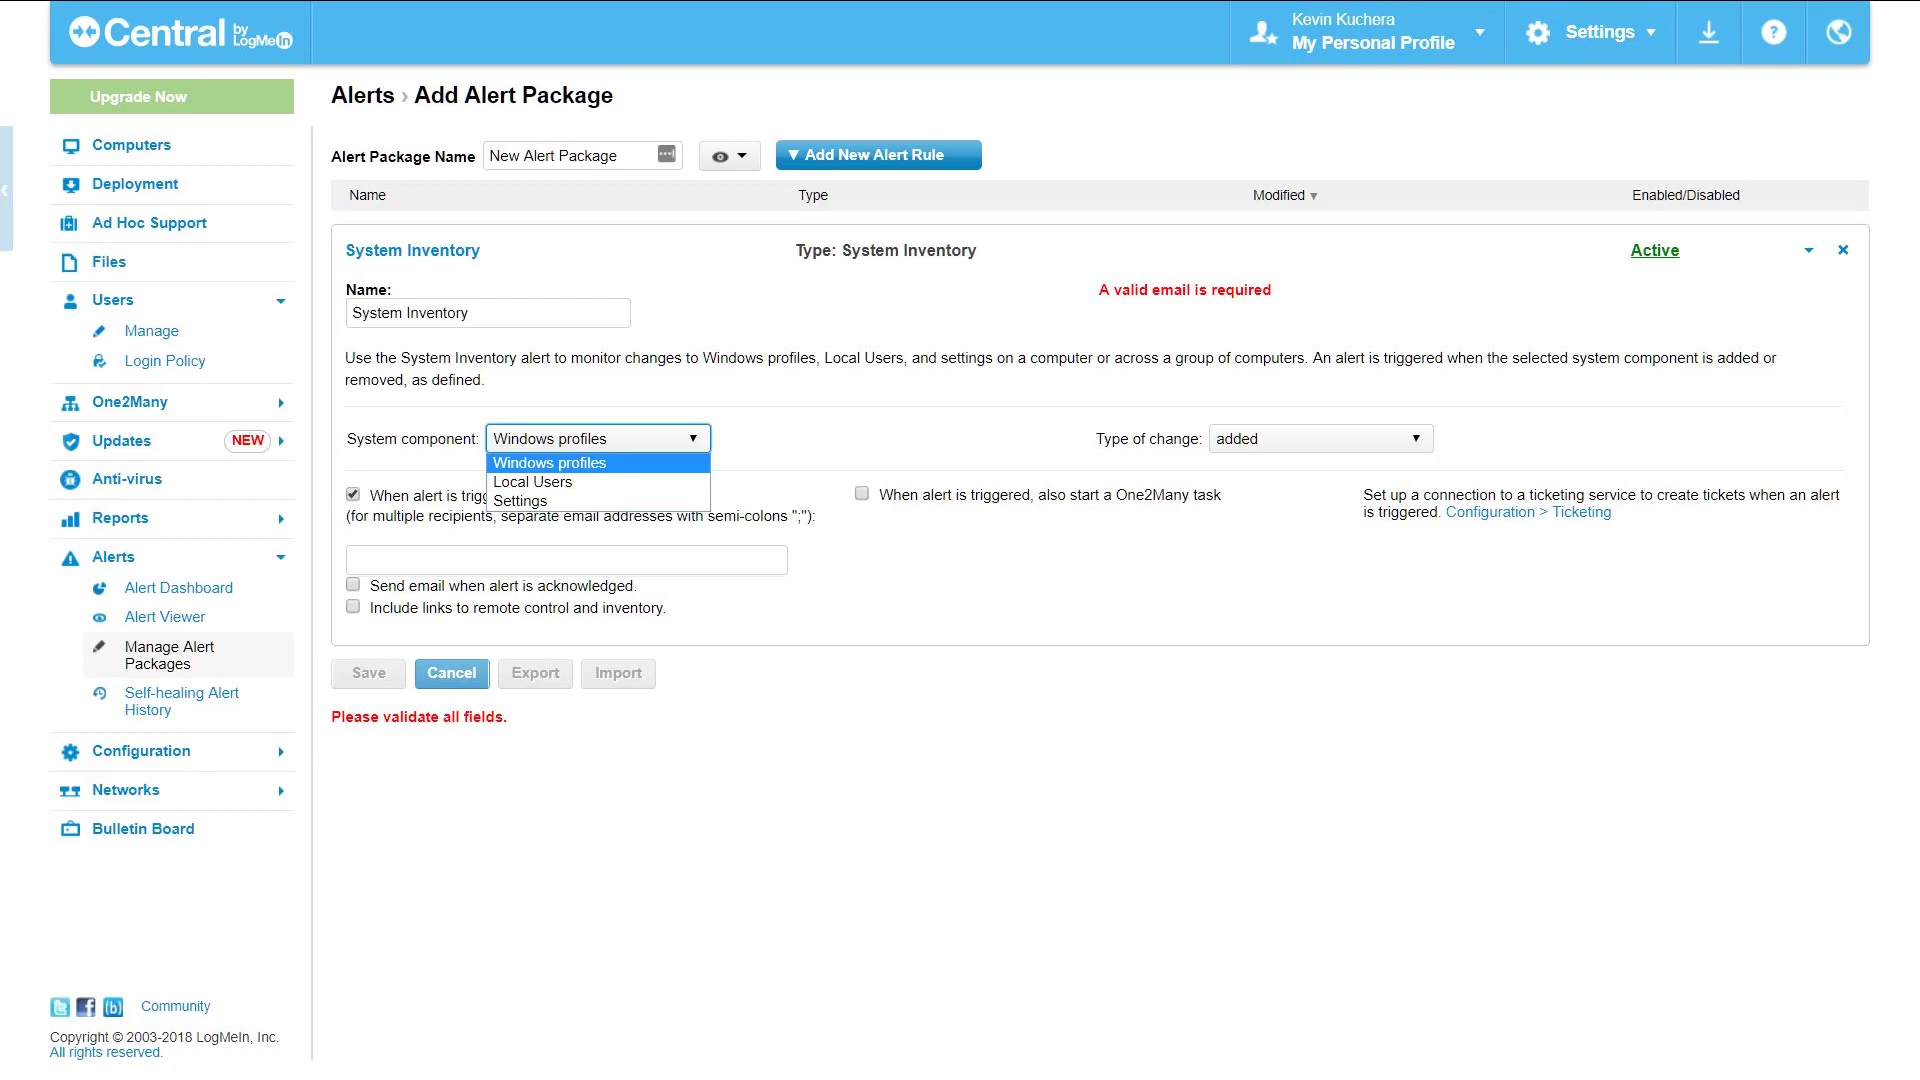 Central by LogMeIn
Kevin Kuchera
My Personal Profile
Settings
?
Upgrade Now
Computers
Deployment
Ad Hoc Support
Files
Users
Manage
Login Policy
One2Many
Updates NEW
Anti-virus
Reports
Alerts
Alert Dashboard
Alert Viewer
Manage Alert
Packages
Self-healing Alert
History
Configuration
Networks
Bulletin Board
Community
Copyright © 2003-2018 LogMeIn, Inc.
All rights reserved.
Alerts › Add Alert Package
Alert Package Name New Alert Package ▼ Add New Alert Rule
Name Type Modified ▼ Enabled/Disabled
System Inventory Type: System Inventory Active
Name: A valid email is required
System Inventory
Use the System Inventory alert to monitor changes to Windows profiles, Local Users, and settings on a computer or across a group of computers. An alert is triggered when the selected system component is added or
removed, as defined.
System component: Windows profiles Type of change: added
Windows profiles
Local Users
Settings
When alert is trigg
(for multiple recipients, separate email addresses with semi-colons ";"):
When alert is triggered, also start a One2Many task
Set up a connection to a ticketing service to create tickets when an alert
is triggered. Configuration > Ticketing
Send email when alert is acknowledged.
Include links to remote control and inventory.
Save Cancel Export Import
Please validate all fields.